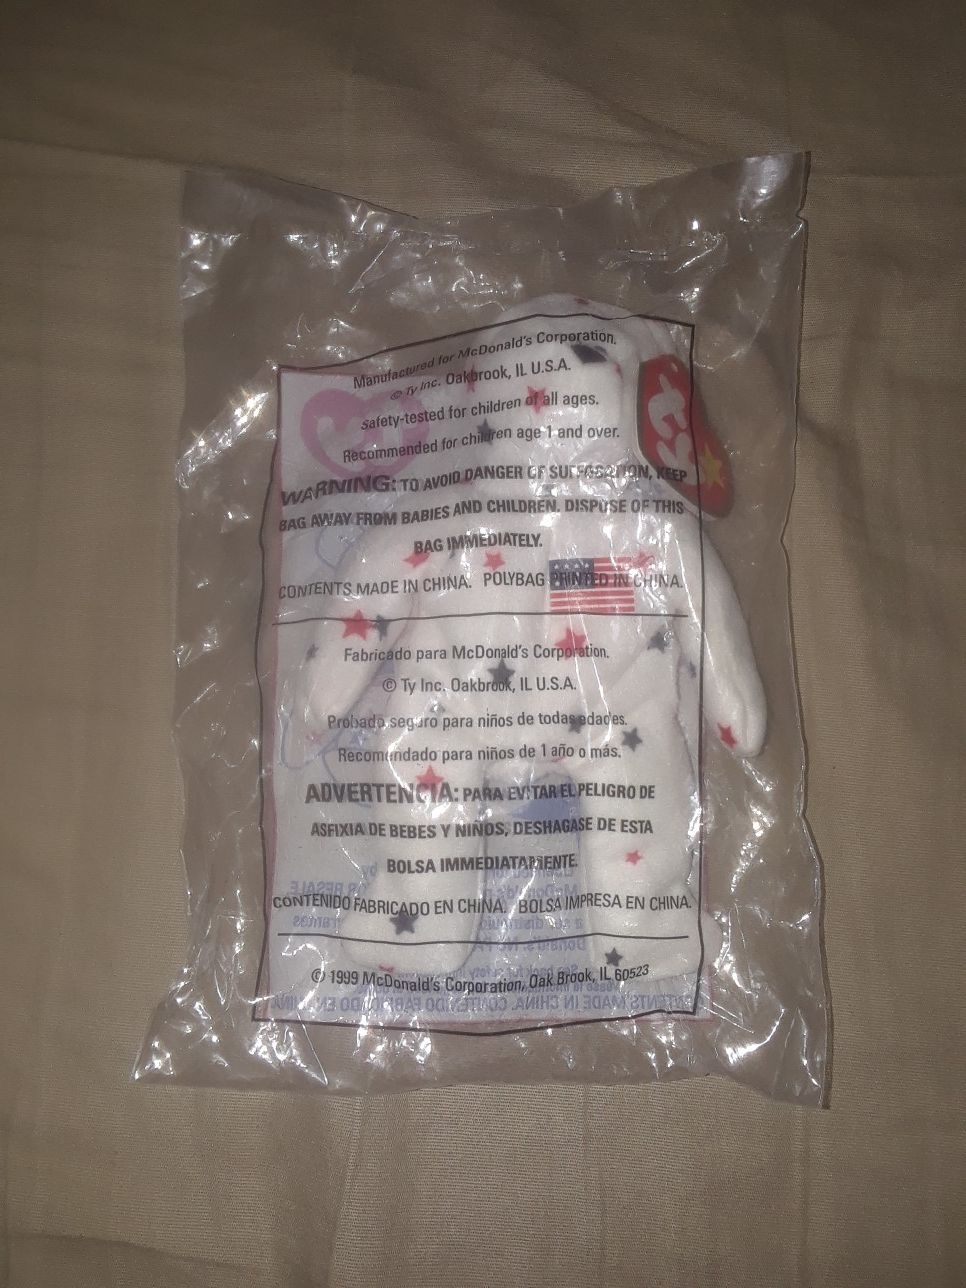 Manufactured for McDonald's Corporation.
© Ty Inc. Oakbrook, IL U.S.A.
Safety-tested for children of all ages.
Recommended for children age 1 and over.
WARNING: TO AVOID DANGER OF SUFFOCATION, KEEP
BAG AWAY FROM BABIES AND CHILDREN. DISPOSE OF THIS
BAG IMMEDIATELY.
CONTENTS MADE IN CHINA. POLYBAG PRINTED IN CHINA.
Fabricado para McDonald's Corporation.
© Ty Inc. Oakbrook, IL U.S.A.
Probado seguro para niños de todas edades.
Recomendado para niños de 1 año o más.
ADVERTENCIA: PARA EVITAR EL PELIGRO DE
ASFIXIA DE BEBES Y NIÑOS, DESHAGASE DE ESTA
BOLSA IMMEDIATAMENTE.
CONTENIDO FABRICADO EN CHINA. BOLSA IMPRESA EN CHINA.
© 1999 McDonald's Corporation, Oak Brook, IL 60523
ty